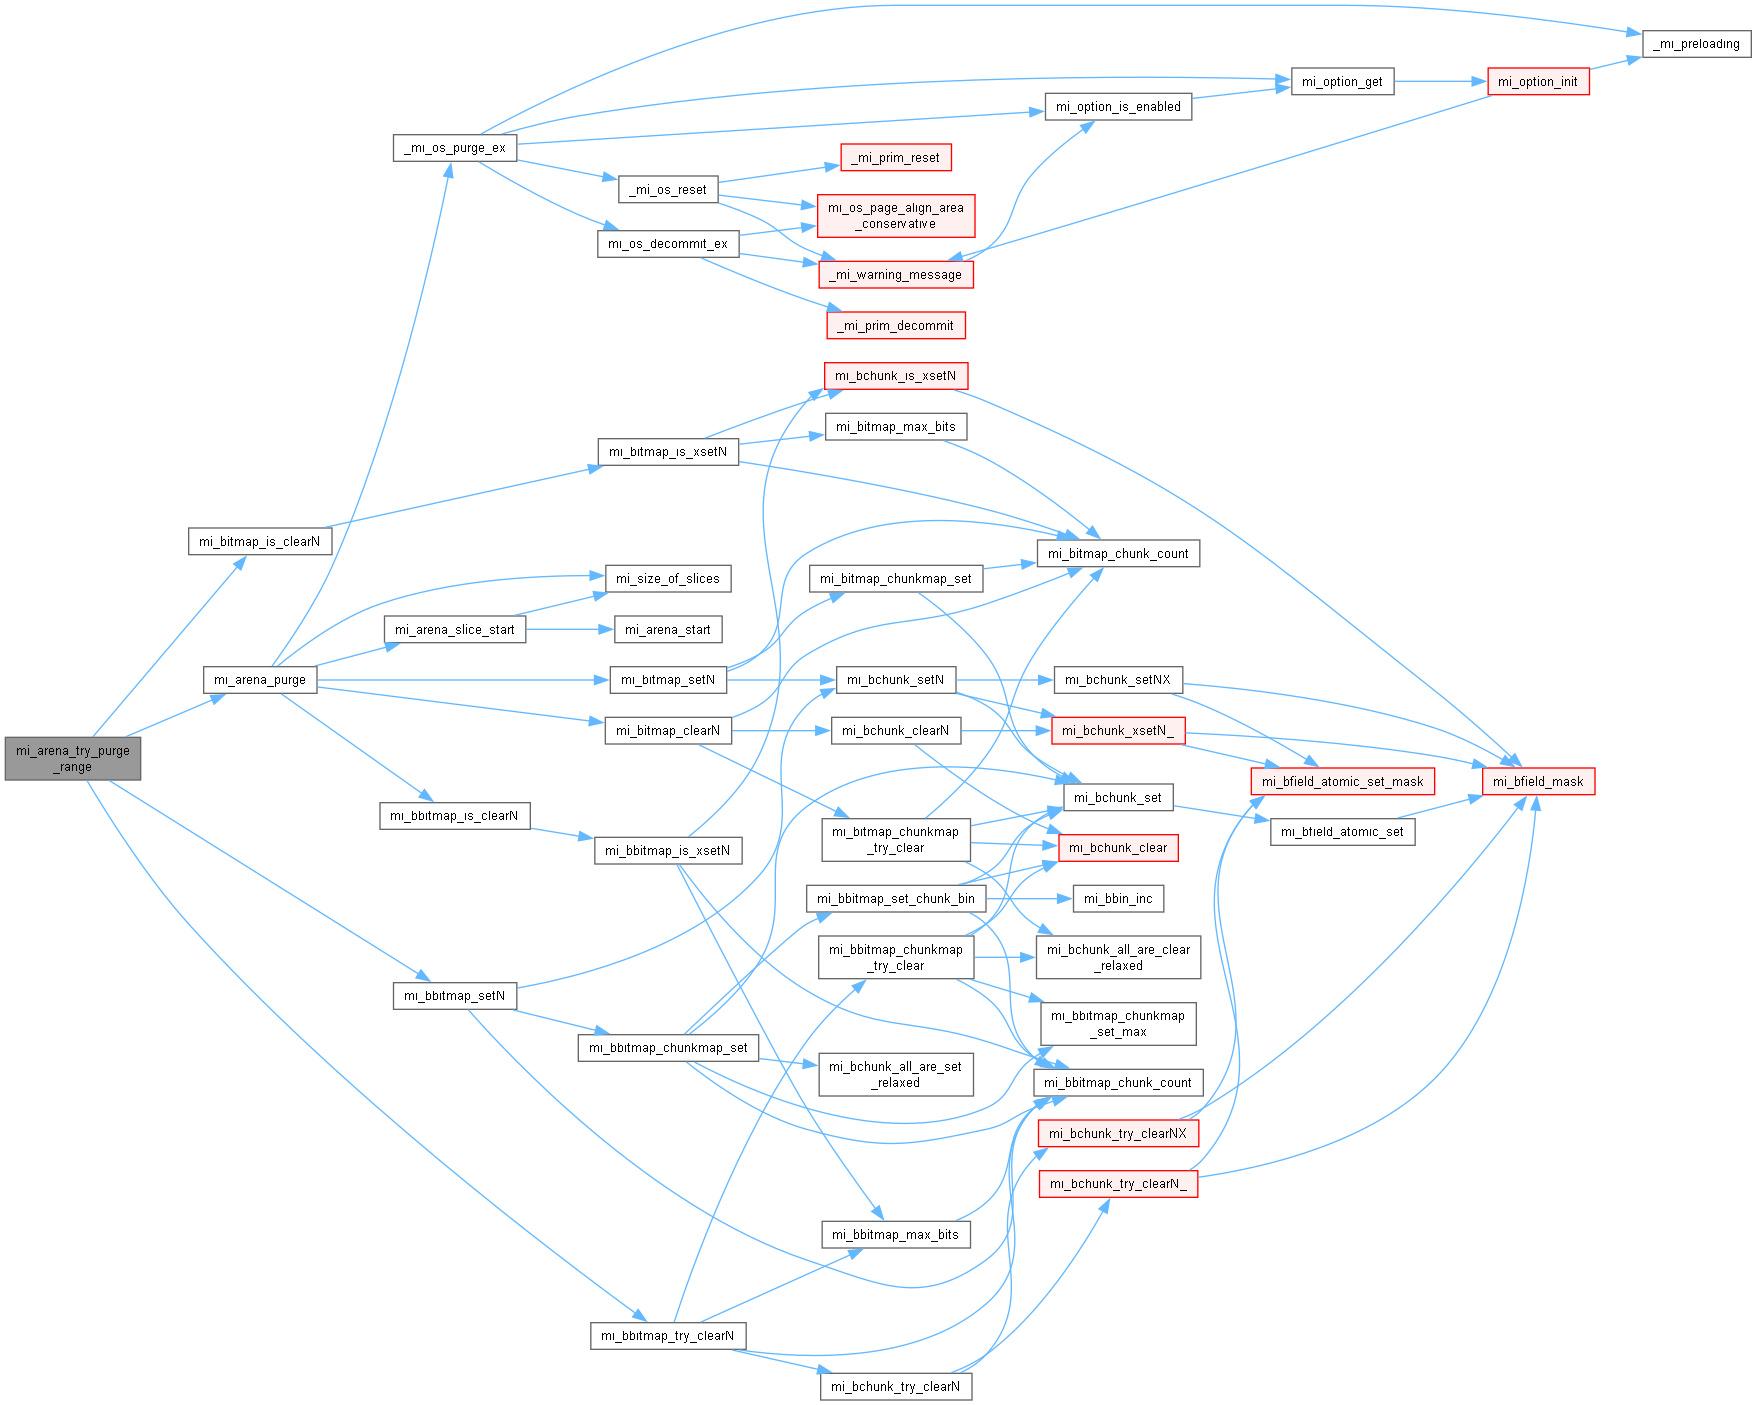 _mi_preloading
mi_option_get
mi_option_init
mi_option_is_enabled
_mi_os_purge_ex
_mi_prim_reset
_mi_os_reset
mi_os_page_align_area
_conservative
mi_os_decommit_ex
_mi_warning_message
_mi_prim_decommit
mi_bchunk_is_xsetN
mi_bitmap_max_bits
mi_bitmap_is_xsetN
mi_bitmap_is_clearN
mi_bitmap_chunk_count
mi_size_of_slices
mi_bitmap_chunkmap_set
mi_arena_slice_start
mi_arena_start
mi_arena_purge
mi_bitmap_setN
mi_bchunk_setN
mi_bchunk_setNX
mi_bitmap_clearN
mi_bchunk_clearN
mi_bchunk_xsetN_
mi_arena_try_purge
_range
mi_bfield_atomic_set_mask
mi_bfield_mask
mi_bchunk_set
mi_bbitmap_is_clearN
mi_bitmap_chunkmap
_try_clear
mi_bfield_atomic_set
mi_bbitmap_is_xsetN
mi_bchunk_clear
mi_bbitmap_set_chunk_bin
mi_bbin_inc
mi_bbitmap_chunkmap
_try_clear
mi_bchunk_all_are_clear
_relaxed
mi_bbitmap_setN
mi_bbitmap_chunkmap
_set_max
mi_bbitmap_chunkmap_set
mi_bchunk_all_are_set
_relaxed
mi_bbitmap_chunk_count
mi_bchunk_try_clearNX
mi_bchunk_try_clearN_
mi_bbitmap_max_bits
mi_bbitmap_try_clearN
mi_bchunk_try_clearN